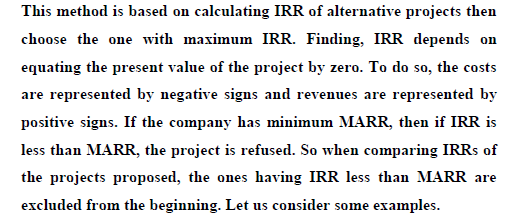 This method is based on calculating IRR of alternative projects then
choose the one with maximum IRR. Finding, IRR depends on
equating the present value of the project by zero. To do so, the costs
are represented by negative signs and revenues are represented by
positive signs. If the company has minimum MARR, then if IRR is
less than MARR, the project is refused. So when comparing IRRs of
the projects proposed, the ones having IRR less than MARR are
excluded from the beginning. Let us consider some examples.